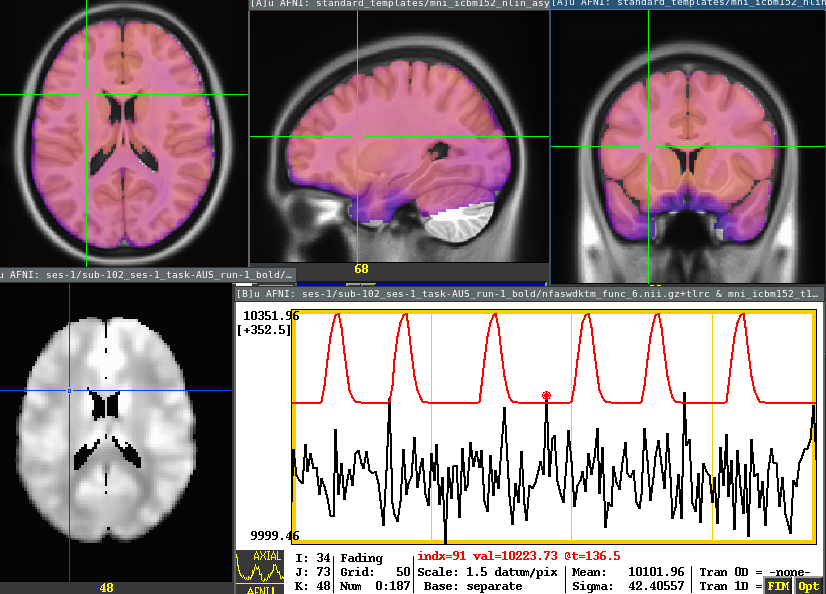 [A]u AFNI: standard_templates/mni_icbm152_nlin_asy
[A]u AFNI: standard_templates/mni_icbm152_nlin
68
u AFNI: ses-1/sub-102_ses-1_task-AUS_run-1_bold/…
48
[B]u AFNI: ses-1/sub-102_ses-1_task-AUS_run-1_bold/nfaswdktm_func_6.nii.gz+tlrc & mni_icbm152_t1…
10351.96
[+352.5]
9999.46
indx=91 val=10223.73 @t=136.5
AXIAL
AFNI
I: 34 Fading
J: 73 Grid: 50 Scale: 1.5 datum/pix Mean: 10101.96 Tran 0D = -none-
K: 48 Num 0:187 Base: separate Sigma: 42.40557 Tran 1D = FIM Opt